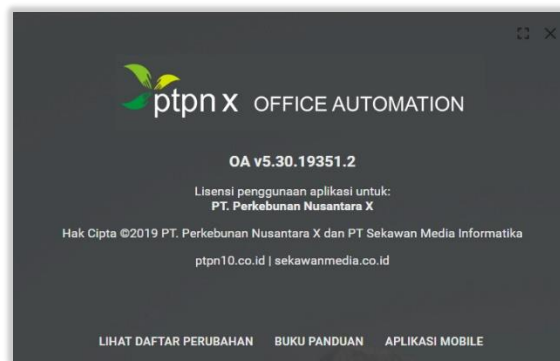 ptpn x OFFICE AUTOMATION
OA v5.30.19351.2
Lisensi penggunaan aplikasi untuk:
PT. Perkebunan Nusantara X
Hak Cipta ©2019 PT. Perkebunan Nusantara X dan PT Sekawan Media Informatika
ptpn10.co.id | sekawanmedia.co.id
LIHAT DAFTAR PERUBAHAN BUKU PANDUAN APLIKASI MOBILE